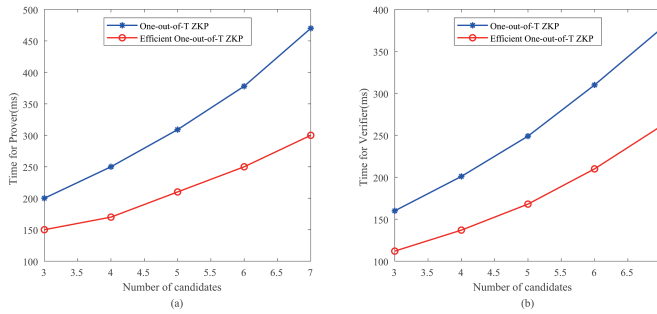 500
450
400
350
300
250
200
150
100
Time for Prover(ms)
One-out-of-T ZKP
Efficient One-out-of-T ZKP
3 3.5 4 4.5 5 5.5 6 6.5 7
Number of candidates
(a)
400
350
300
250
200
150
100
Time for Verifier(ms)
One-out-of-T ZKP
Efficient One-out-of-T ZKP
3 3.5 4 4.5 5 5.5 6 6.5
Number of candidates
(b)